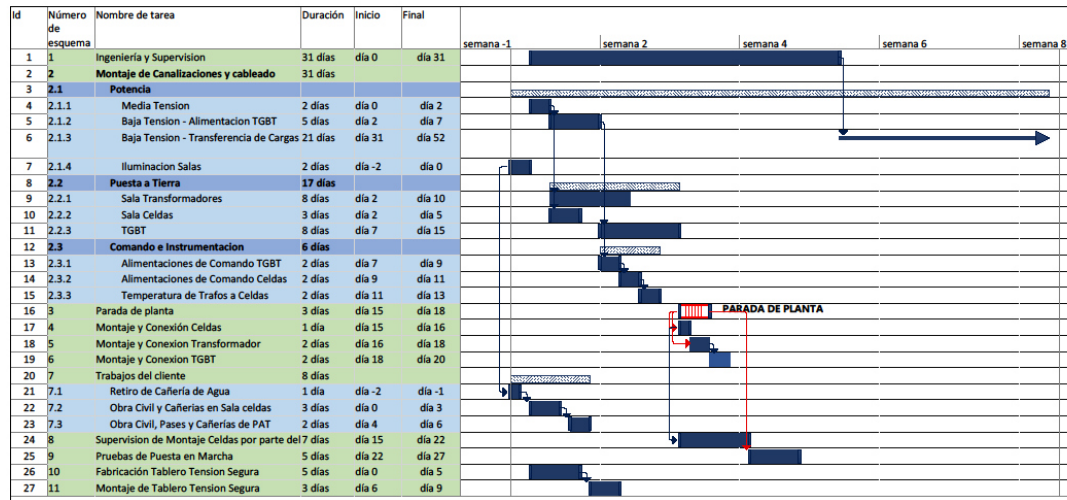 Id Número de esquema Nombre de tarea Duración Inicio Final
semana -1 semana 2 semana 4 semana 6 semana 8
1 1 Ingeniería y Supervision 31 días día 0 día 31
2 2 Montaje de Canalizaciones y cableado 31 días
3 2.1 Potencia
4 2.1.1 Media Tension 2 días día 0 día 2
5 2.1.2 Baja Tension - Alimentacion TGBT 5 días día 2 día 7
6 2.1.3 Baja Tension - Transferencia de Cargas 21 días día 31 día 52
7 2.1.4 Iluminacion Salas 2 días día -2 día 0
8 2.2 Puesta a Tierra 17 días
9 2.2.1 Sala Transformadores 8 días día 2 día 10
10 2.2.2 Sala Celdas 3 días día 2 día 5
11 2.2.3 TGBT 8 días día 7 día 15
12 2.3 Comando e Instrumentacion 6 días
13 2.3.1 Alimentaciones de Comando TGBT 2 días día 7 día 9
14 2.3.2 Alimentaciones de Comando Celdas 2 días día 9 día 11
15 2.3.3 Temperatura de Trafos a Celdas 2 días día 11 día 13
16 3 Parada de planta 3 días día 15 día 18 PARADA DE PLANTA
17 4 Montaje y Conexión Celdas 1 día día 15 día 16
18 5 Montaje y Conexion Transformador 2 días día 16 día 18
19 6 Montaje y Conexion TGBT 2 días día 18 día 20
20 7 Trabajos del cliente 8 días
21 7.1 Retiro de Cañería de Agua 1 día día -2 día -1
22 7.2 Obra Civil y Cañerias en Sala celdas 3 días día 0 día 3
23 7.3 Obra Civil, Pases y Cañerías de PAT 2 días día 4 día 6
24 8 Supervision de Montaje Celdas por parte del 7 días día 15 día 22
25 9 Pruebas de Puesta en Marcha 5 días día 22 día 27
26 10 Fabricación Tablero Tension Segura 5 días día 0 día 5
27 11 Montaje de Tablero Tension Segura 3 días día 6 día 9